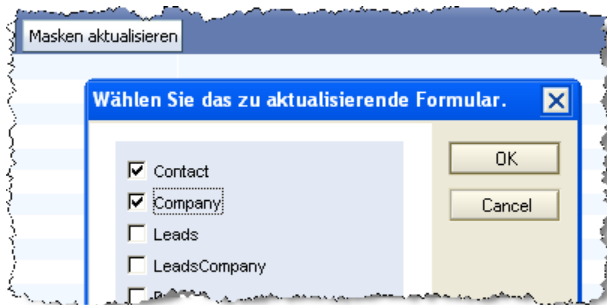 Masken aktualisieren
Wählen Sie das zu aktualisierende Formular.
Contact
OK
Company
Cancel
Leads
LeadsCompany